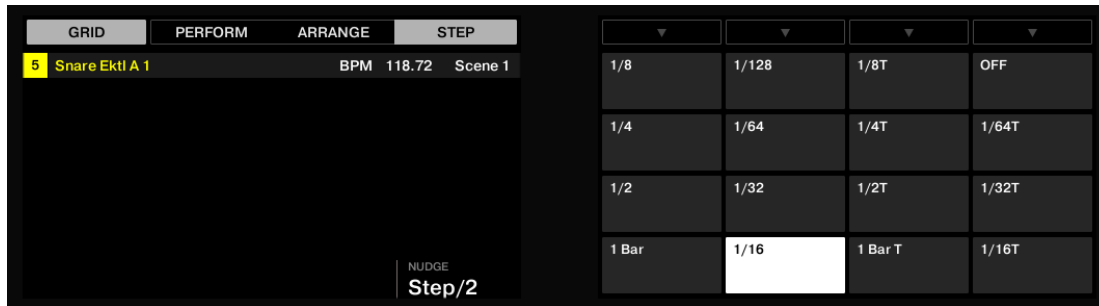 GRID PERFORM ARRANGE STEP
5 Snare Ektl A 1 BPM 118.72 Scene 1
NUDGE
Step/2
1/8 1/128 1/8T OFF
1/4 1/64 1/4T 1/64T
1/2 1/32 1/2T 1/32T
1 Bar 1/16 1 Bar T 1/16T